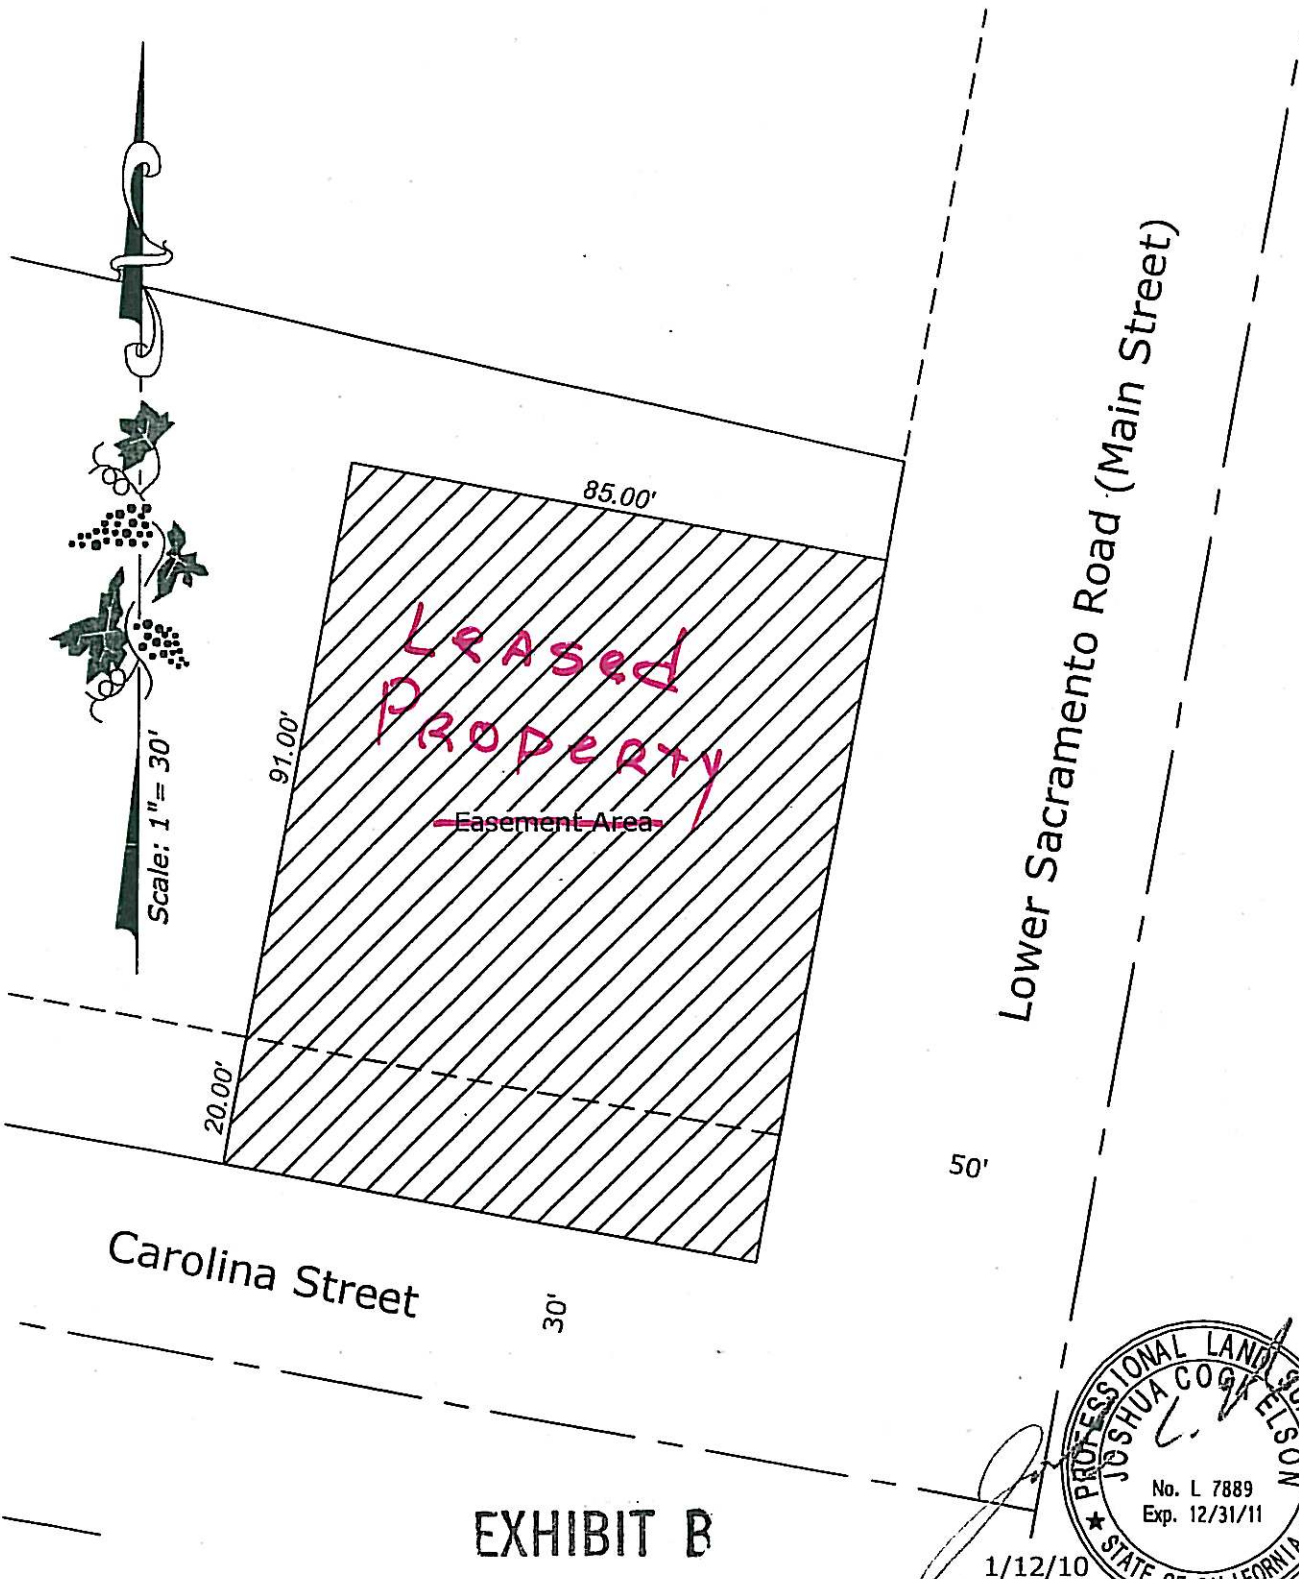 85.00'
Leased
Property
Easement Area
91.00'
Scale: 1"= 30'
Lower Sacramento Road (Main Street)
20.00'
50'
Carolina Street
30'
PROFESSIONAL LAND
JOSHUA
ELSON
No. L 7889
Exp. 12/31/11
STATE OF CALIFORNIA
EXHIBIT B
1/12/10